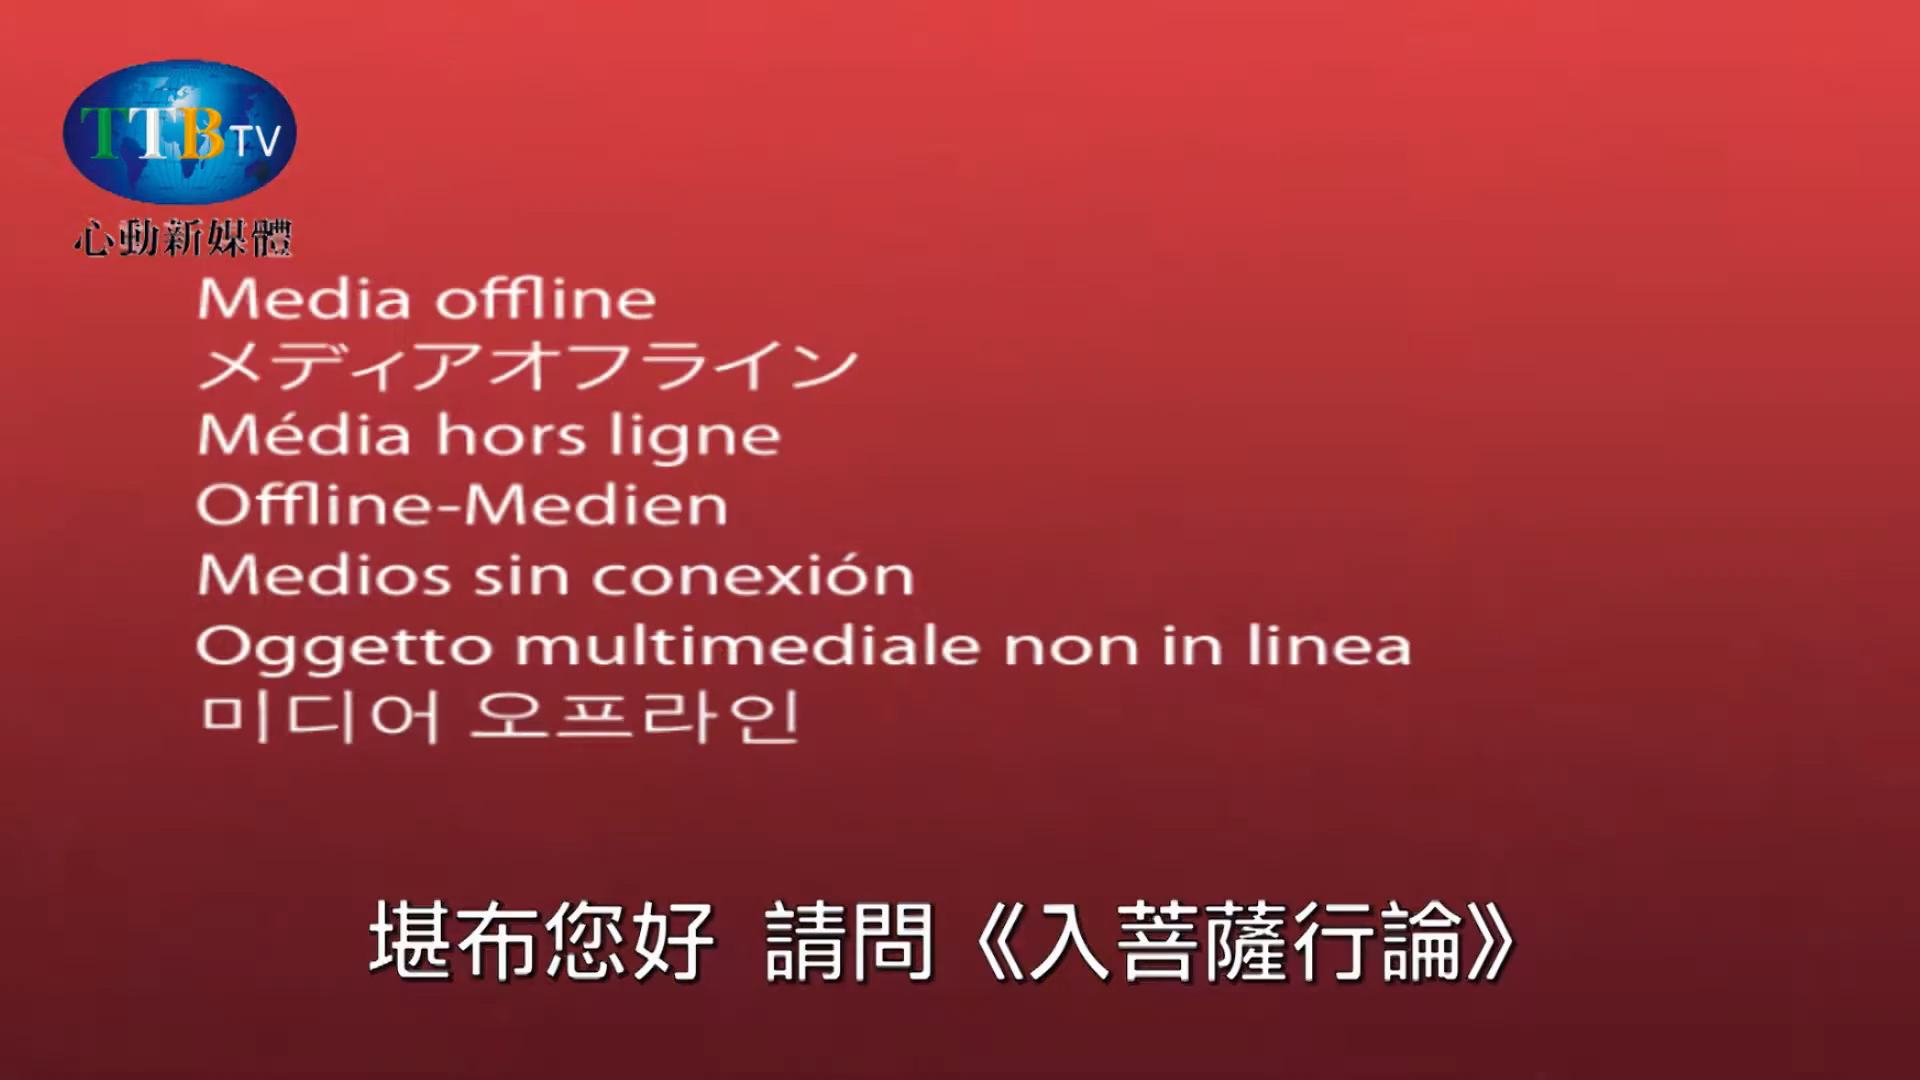 TTBTV
心動新媒體
Media offline
メディアオフライン
Média hors ligne
Offline-Medien
Medios sin conexión
Oggetto multimediale non in linea
미디어 오프라인
堪布您好 請問《入菩薩行論》